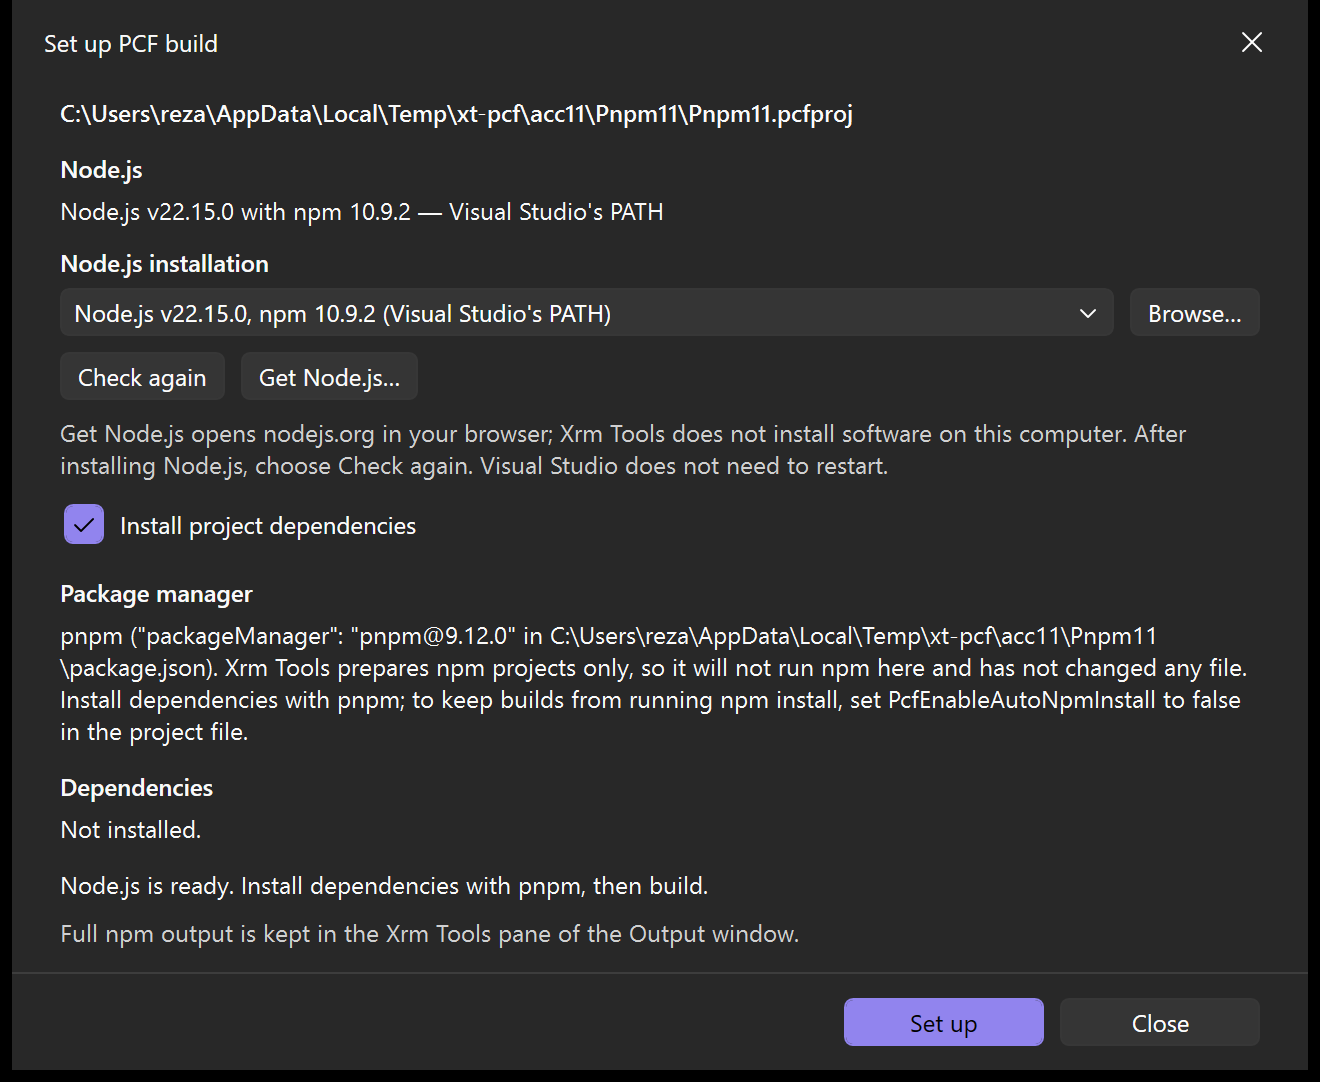 Set up PCF build
C:\Users\reza\AppData\Local\Temp\xt-pcf\acc11\Pnpm11\Pnpm11.pcfproj
Node.js
Node.js v22.15.0 with npm 10.9.2 — Visual Studio's PATH
Node.js installation
Node.js v22.15.0, npm 10.9.2 (Visual Studio's PATH)
Browse...
Check again
Get Node.js...
Get Node.js opens nodejs.org in your browser; Xrm Tools does not install software on this computer. After
installing Node.js, choose Check again. Visual Studio does not need to restart.
Install project dependencies
Package manager
pnpm ("packageManager": "pnpm@9.12.0" in C:\Users\reza\AppData\Local\Temp\xt-pcf\acc11\Pnpm11
\package.json). Xrm Tools prepares npm projects only, so it will not run npm here and has not changed any file.
Install dependencies with pnpm; to keep builds from running npm install, set PcfEnableAutoNpmInstall to false
in the project file.
Dependencies
Not installed.
Node.js is ready. Install dependencies with pnpm, then build.
Full npm output is kept in the Xrm Tools pane of the Output window.
Set up
Close